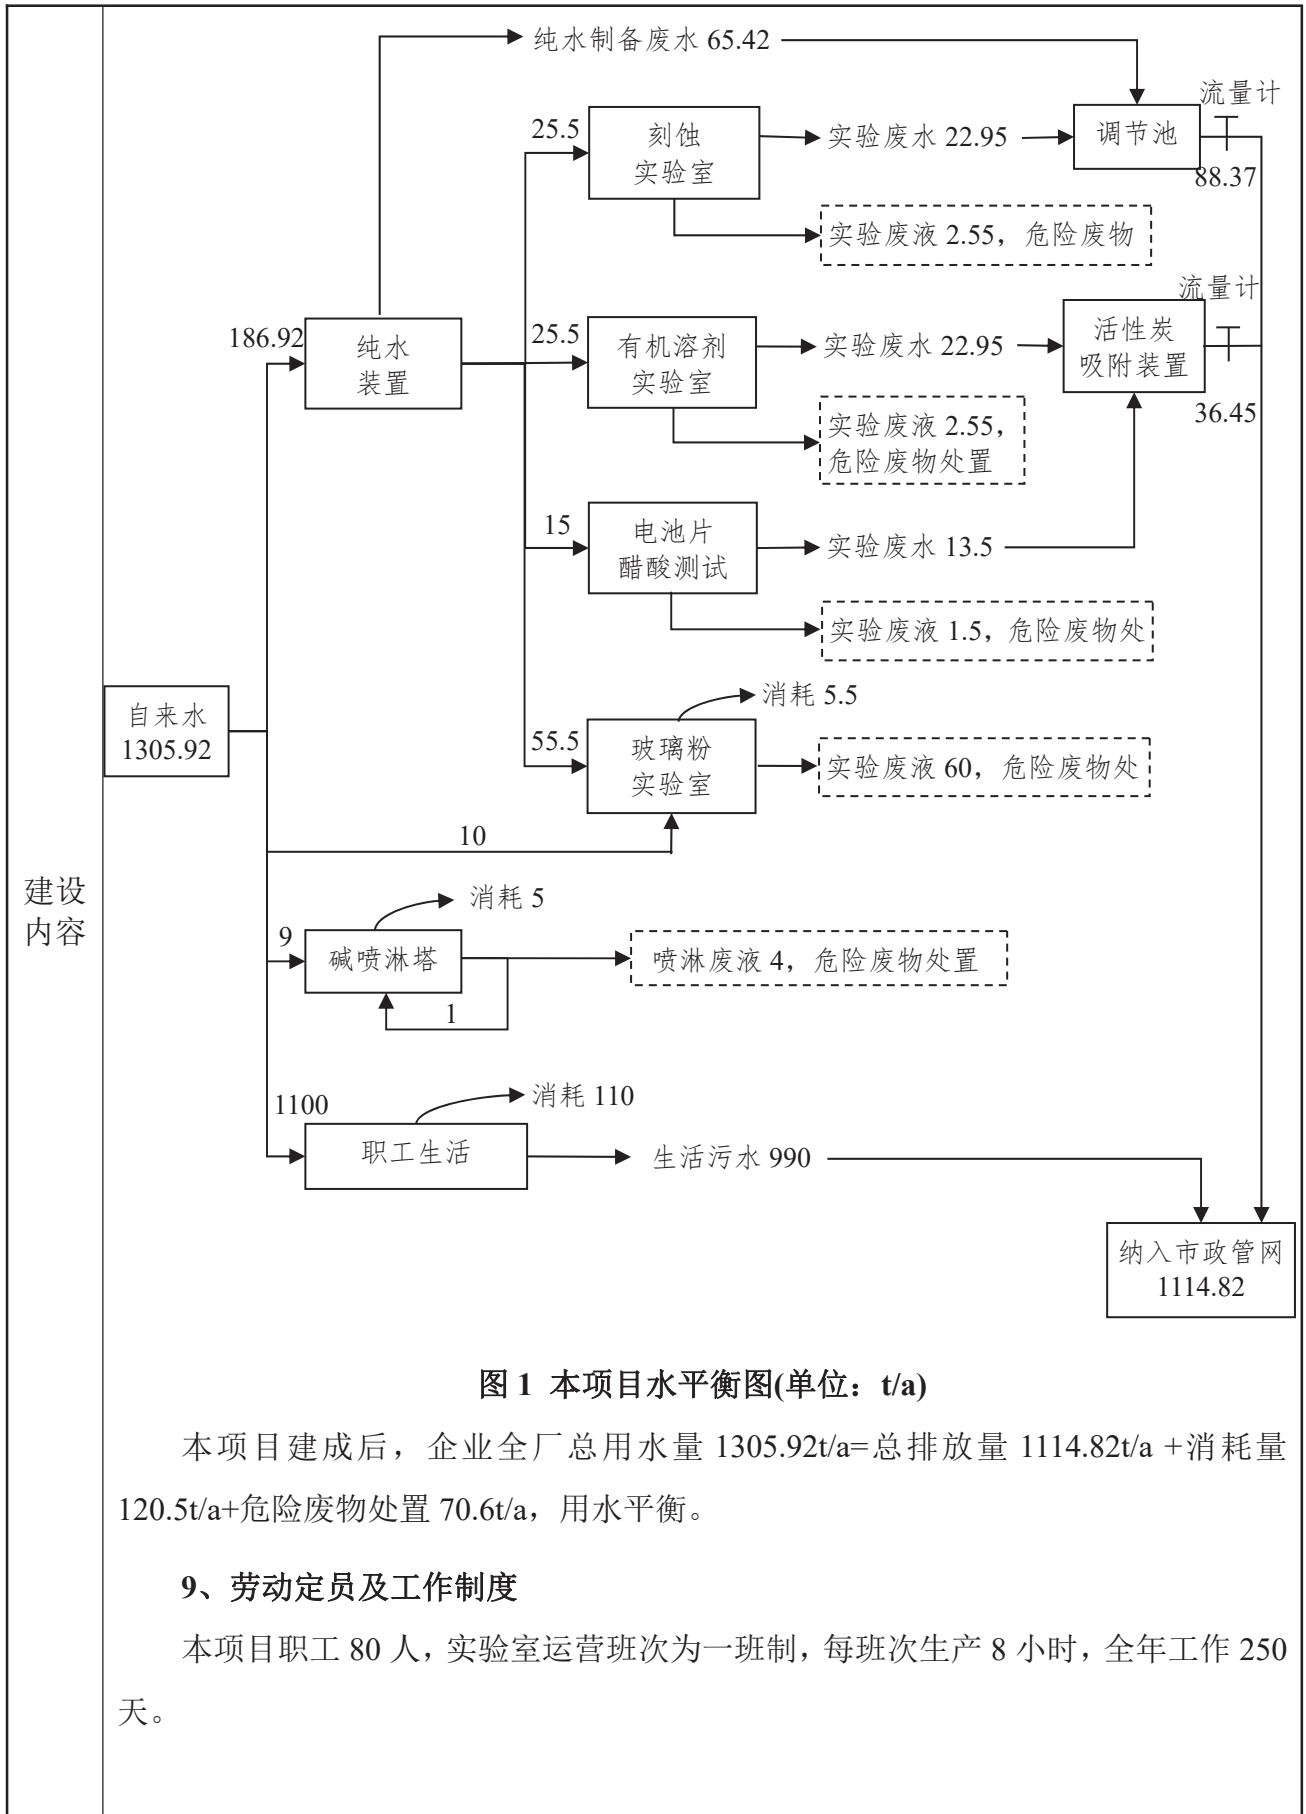 纯水制备废水 65.42
流量计
25.5
刻蚀
实验室
实验废水 22.95
调节池
88.37
实验废液 2.55，危险废物
流量计
186.92
纯水
装置
25.5
有机溶剂
实验室
实验废水 22.95
活性炭
吸附装置
36.45
实验废液 2.55，
危险废物处置
15
电池片
醋酸测试
实验废水 13.5
实验废液 1.5，危险废物处
自来水
1305.92
消耗 5.5
55.5
玻璃粉
实验室
实验废液 60，危险废物处
10
建设
内容
消耗 5
9
碱喷淋塔
喷淋废液 4，危险废物处置
1
消耗 110
1100
职工生活
生活污水 990
纳入市政管网
1114.82
图 1 本项目水平衡图(单位：t/a)
本项目建成后，企业全厂总用水量 1305.92t/a=总排放量 1114.82t/a +消耗量
120.5t/a+危险废物处置 70.6t/a，用水平衡。
9、劳动定员及工作制度
本项目职工 80 人，实验室运营班次为一班制，每班次生产 8 小时，全年工作 250
天。